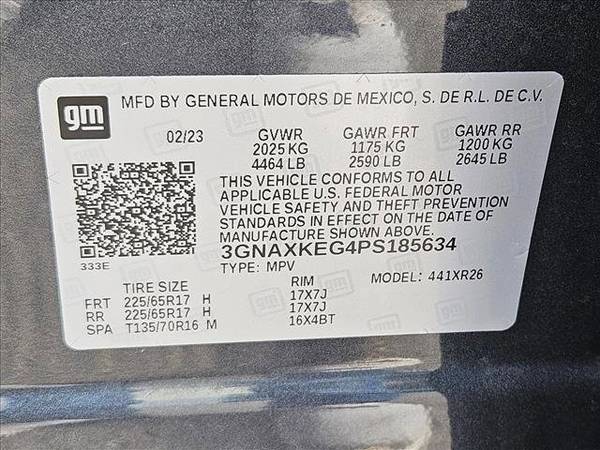 gm MFD BY GENERAL MOTORS DE MEXICO, S. DE R.L. DE C.V.
02/23 GVWR GAWR FRT GAWR RR
2025 KG 1175 KG 1200 KG
4464 LB 2590 LB 2645 LB
THIS VEHICLE CONFORMS TO ALL
APPLICABLE U.S. FEDERAL MOTOR
VEHICLE SAFETY AND THEFT PREVENTION
STANDARDS IN EFFECT ON THE DATE OF
MANUFACTURE SHOWN ABOVE.
333E 3GNAXKEG4PS185634
TYPE: MPV MODEL: 441XR26
TIRE SIZE RIM
FRT 225/65R17 H 17X7J
RR 225/65R17 H 17X7J
SPA T135/70R16 M 16X4BT